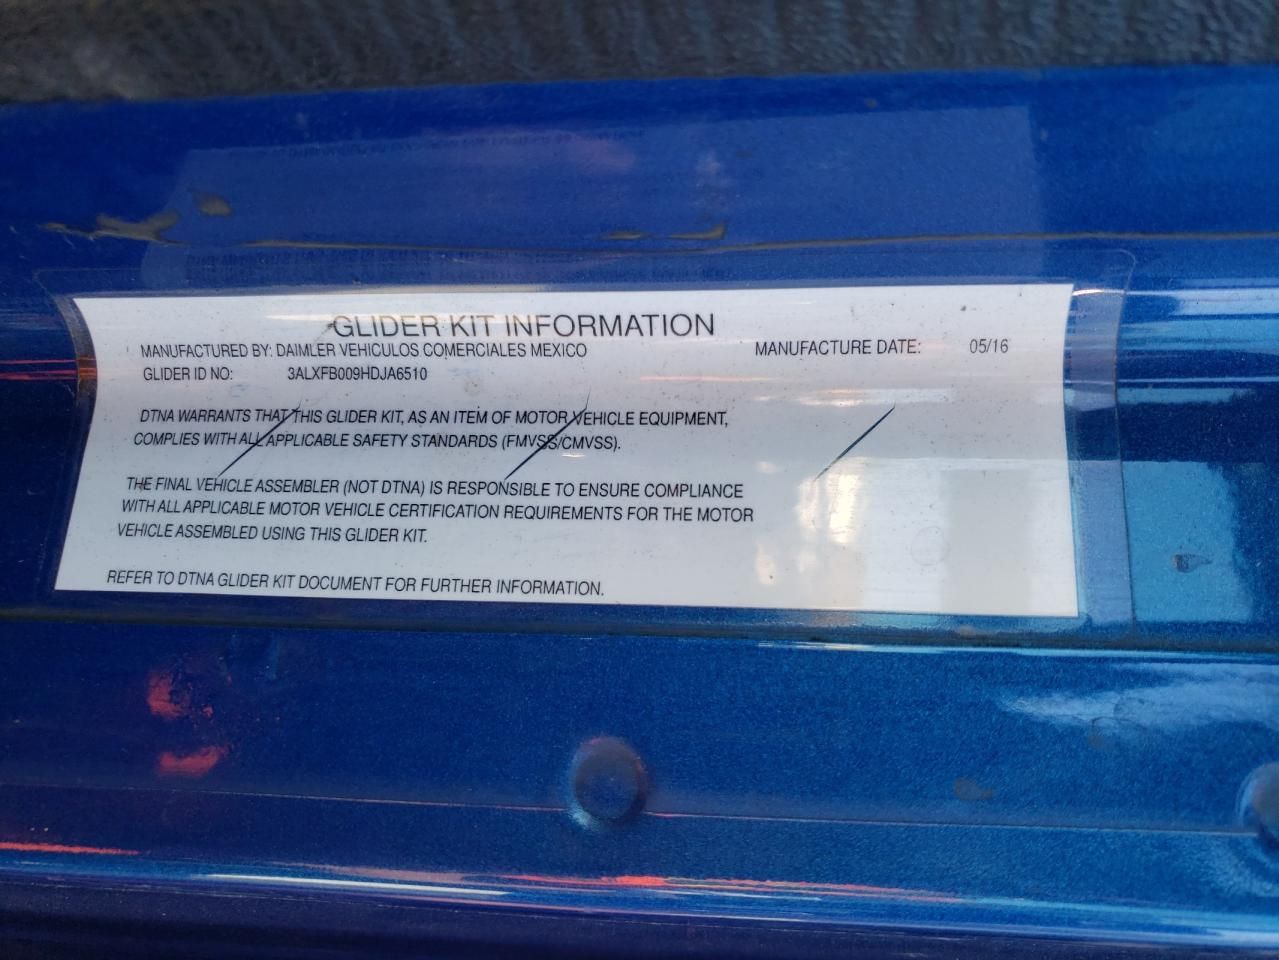 GLIDER KIT INFORMATION
MANUFACTURED BY: DAIMLER VEHICULOS COMERCIALES MEXICO MANUFACTURE DATE: 05/16
GLIDER ID NO: 3ALXFB009HDJA6510
DTNA WARRANTS THAT THIS GLIDER KIT, AS AN ITEM OF MOTOR VEHICLE EQUIPMENT,
COMPLIES WITH ALL APPLICABLE SAFETY STANDARDS (FMVSS/CMVSS).
THE FINAL VEHICLE ASSEMBLER (NOT DTNA) IS RESPONSIBLE TO ENSURE COMPLIANCE
WITH ALL APPLICABLE MOTOR VEHICLE CERTIFICATION REQUIREMENTS FOR THE MOTOR
VEHICLE ASSEMBLED USING THIS GLIDER KIT.
REFER TO DTNA GLIDER KIT DOCUMENT FOR FURTHER INFORMATION.